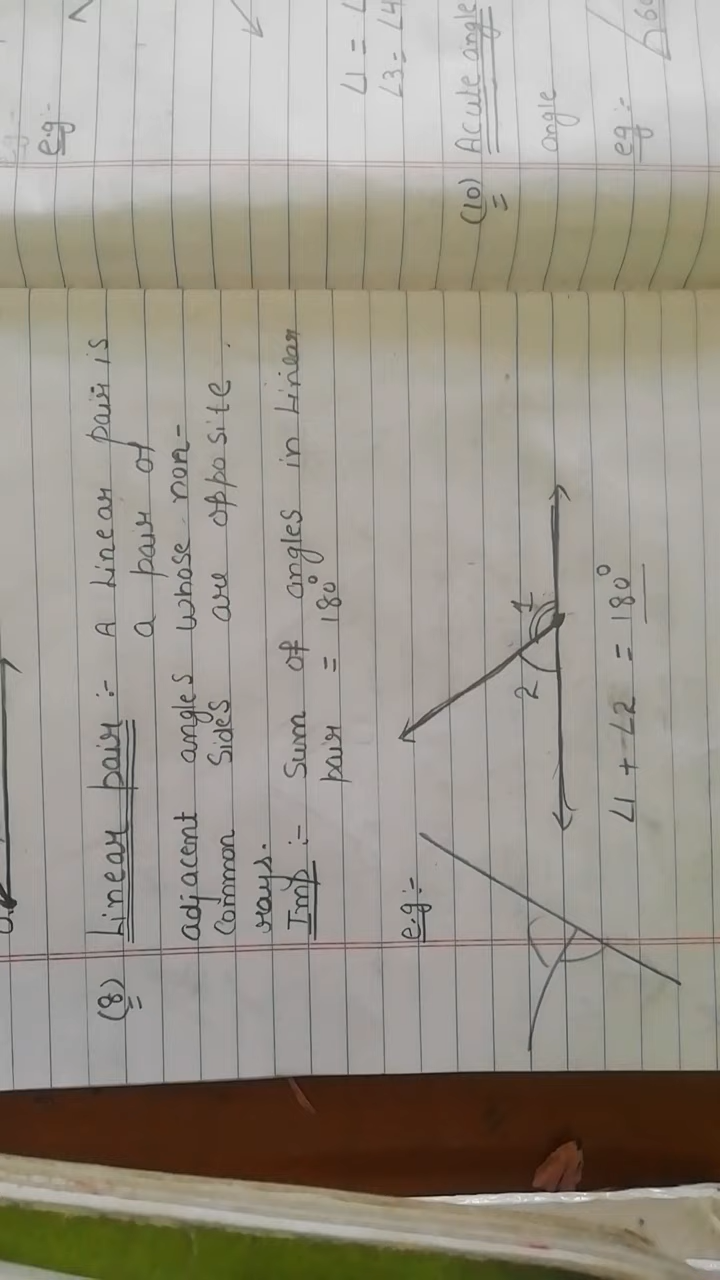 (8) Linear pair :- A Linear pair is
a pair of
adjacent angles whose non-
common sides are opposite
rays.
Imp :- Sum of angles in Linear
pair = 180°
e.g:-
2 1
∠1 + ∠2 = 180°
e.g:-
∠1 = ∠
∠3 = ∠4
(10) Acute angle
angle
eg:-